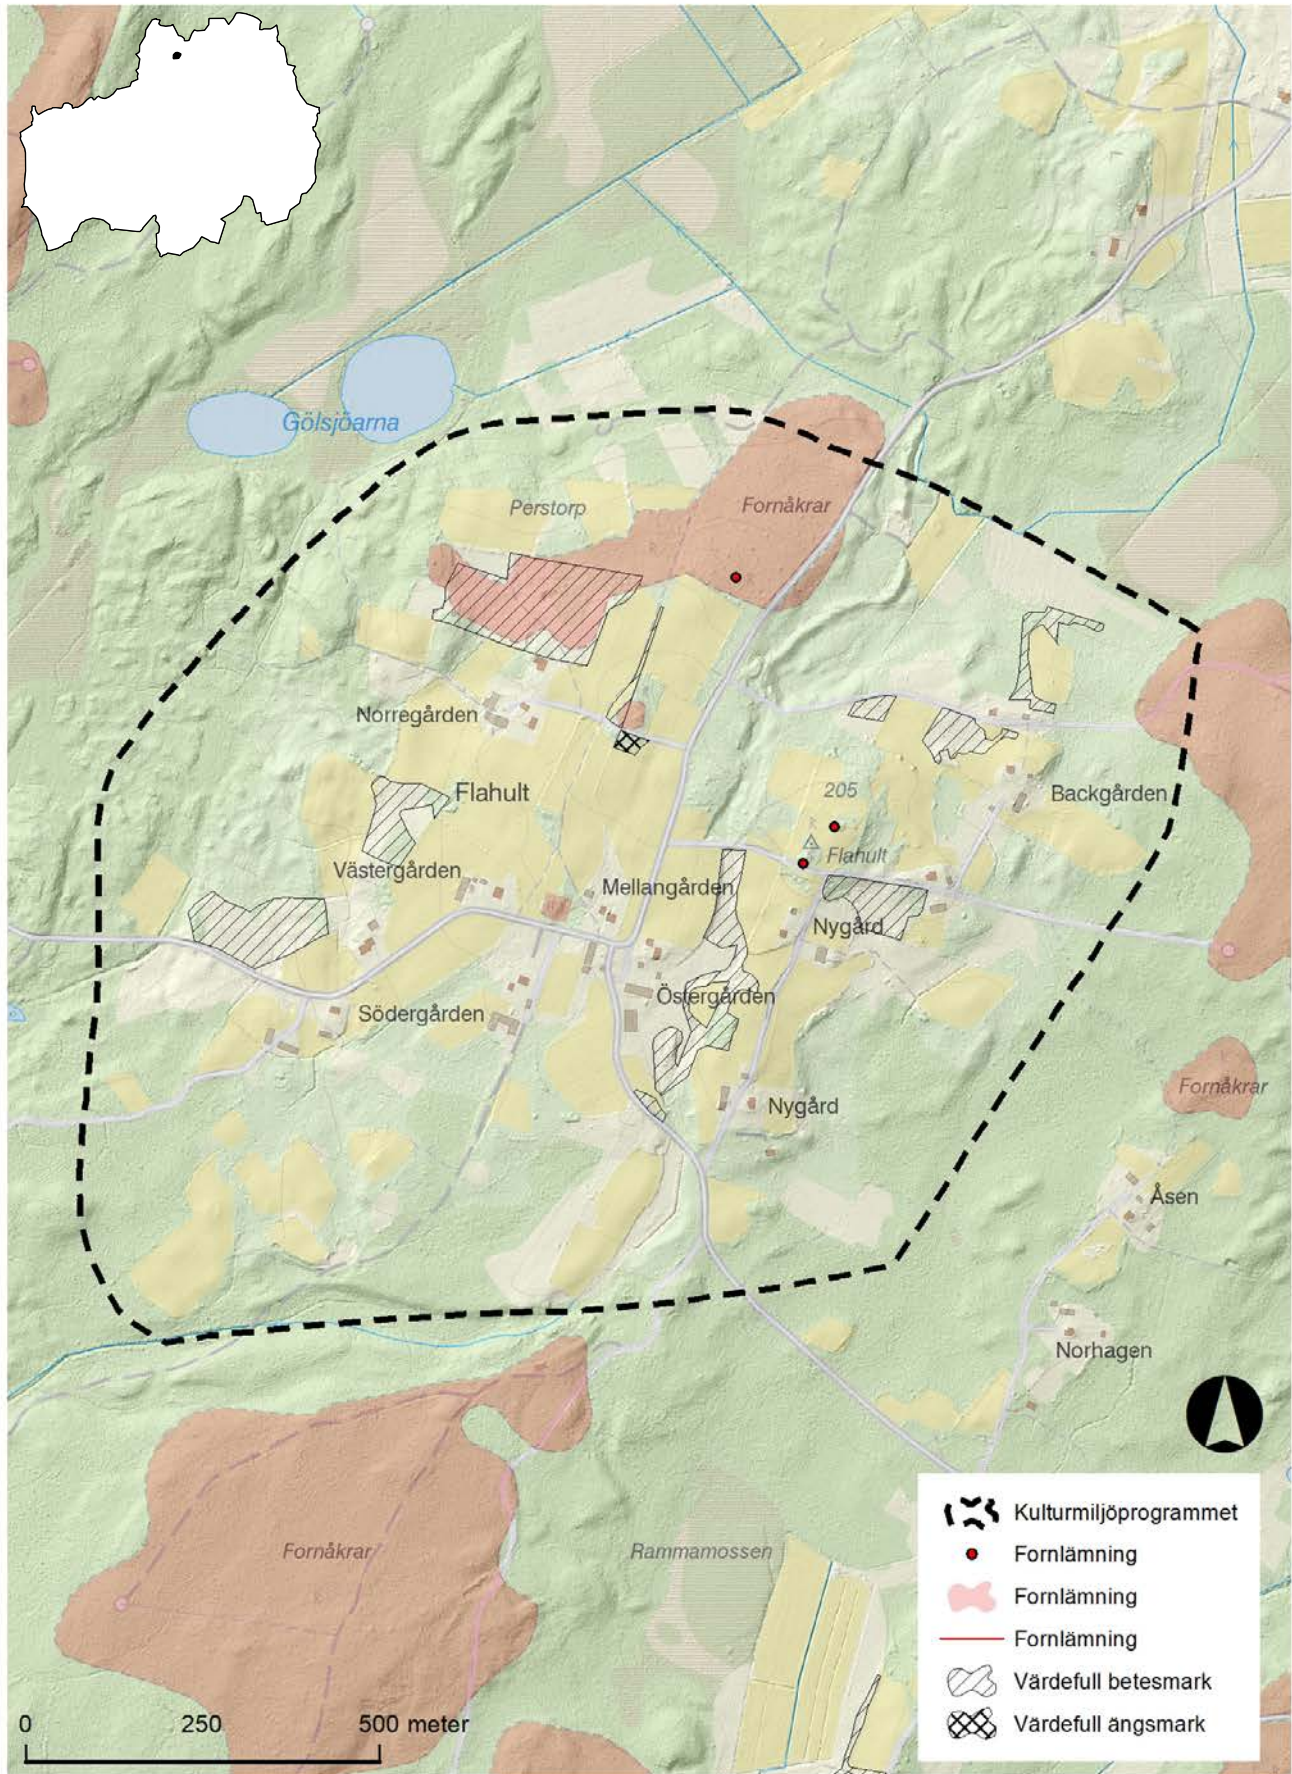 Gölsjöarna
Perstorp
Fornåkrar
Norregården
Flahult
205
Backgården
Flahult
Västergården
Mellangården
Nygård
Östergården
Södergården
Fornåkrar
Nygård
Åsen
Norhagen
Fornåkrar
Rammamossen
Kulturmiljöprogrammet
Fornlämning
Fornlämning
Fornlämning
Värdefull betesmark
Värdefull ängsmark
0 250 500 meter